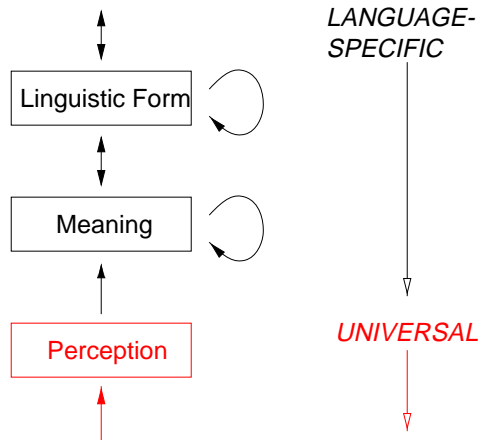 LANGUAGE-
SPECIFIC
Linguistic Form
Meaning
Perception
UNIVERSAL